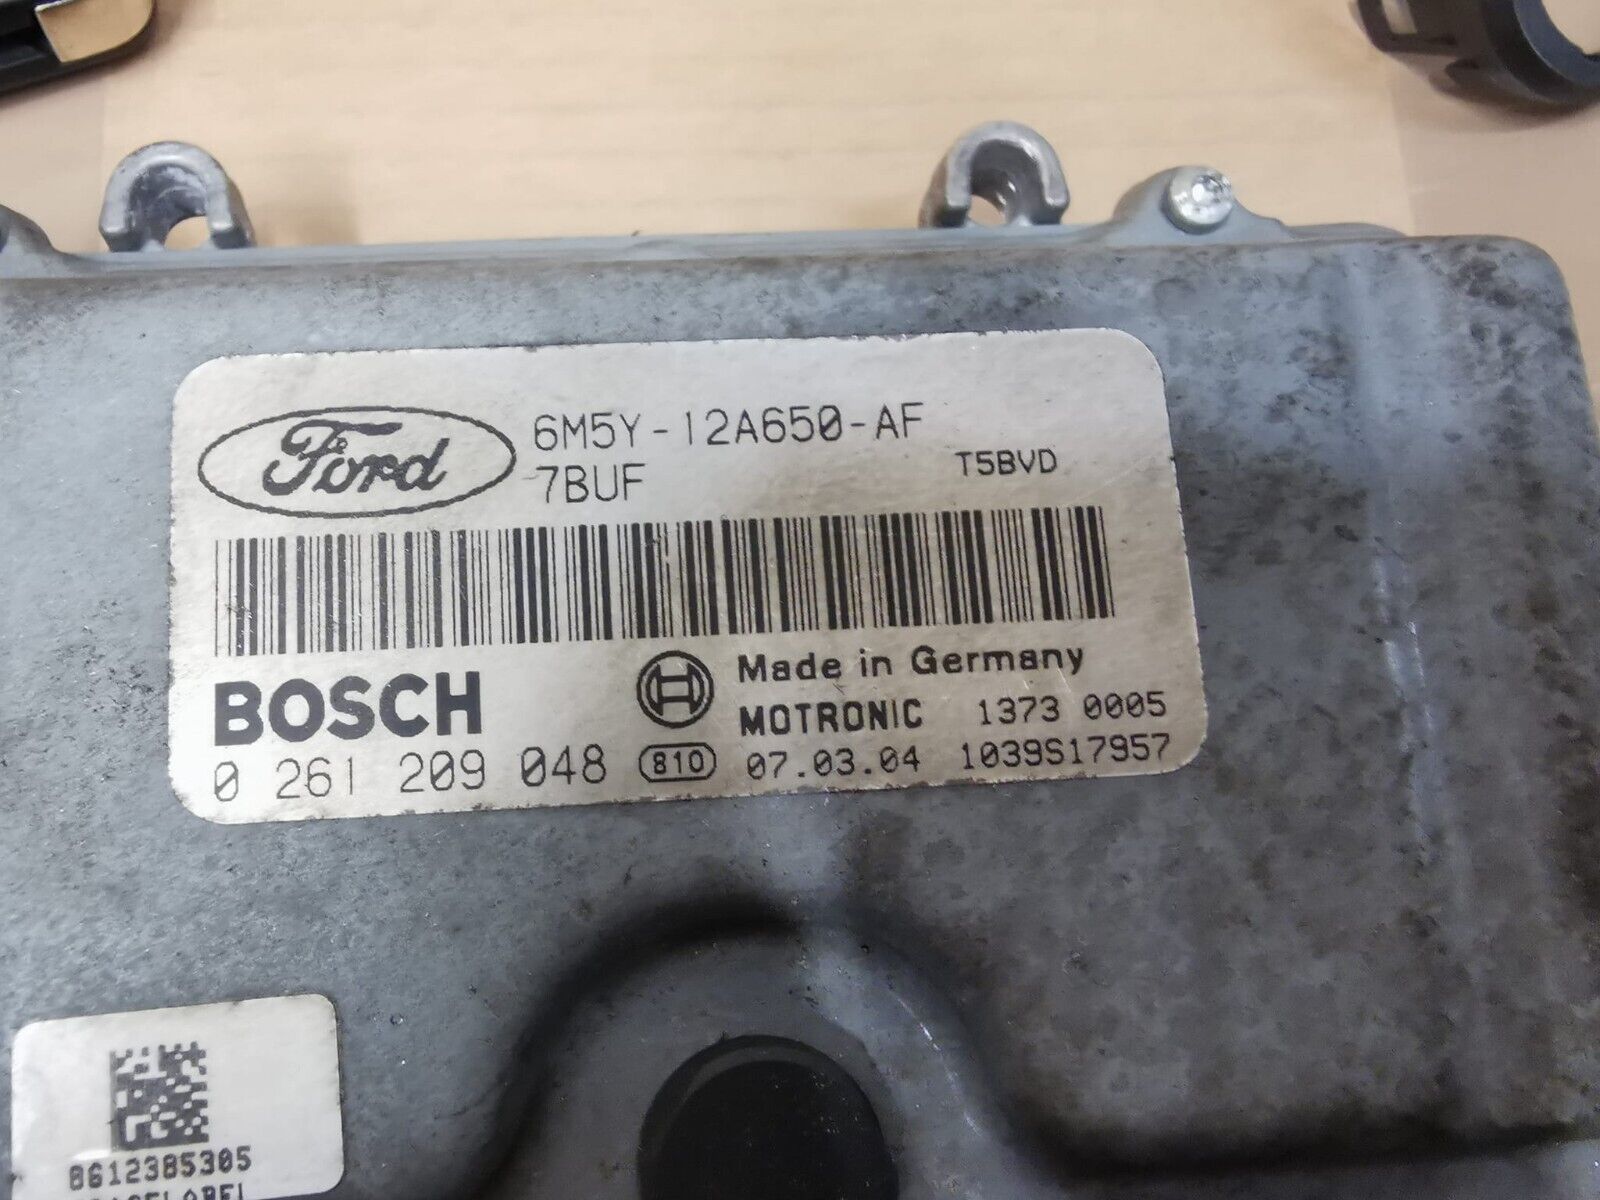 Ford
6M5Y-12A650-AF
7BUF
T5BVD
BOSCH
Made in Germany
MOTRONIC 1373 0005
0 261 209 048 810 07.03.04 1039S17957
8612385305